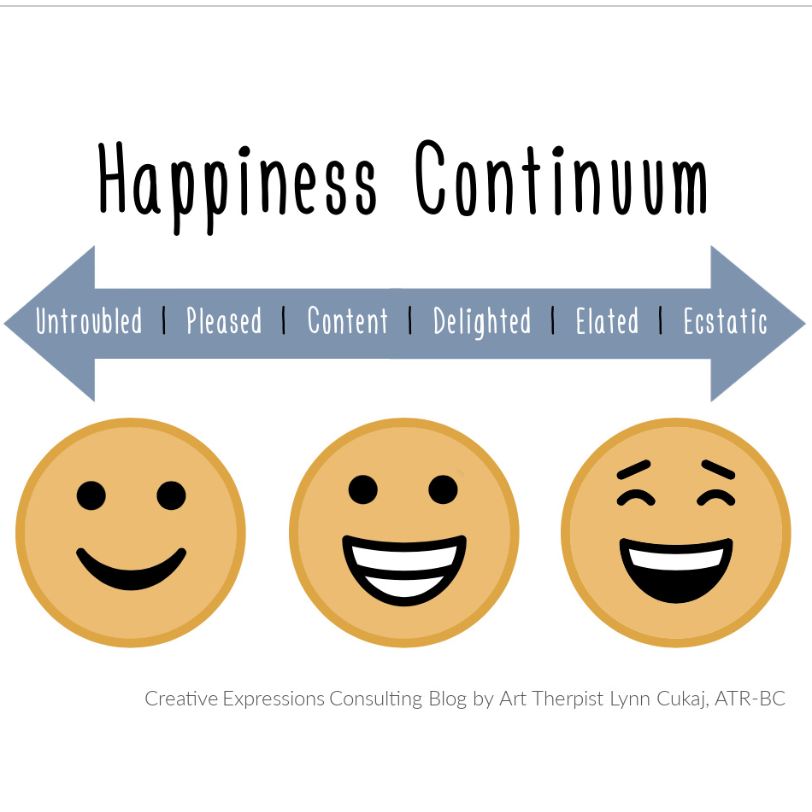 Happiness Continuum
Untroubled | Pleased | Content | Delighted | Elated | Ecstatic
Creative Expressions Consulting Blog by Art Therpist Lynn Cukaj, ATR-BC